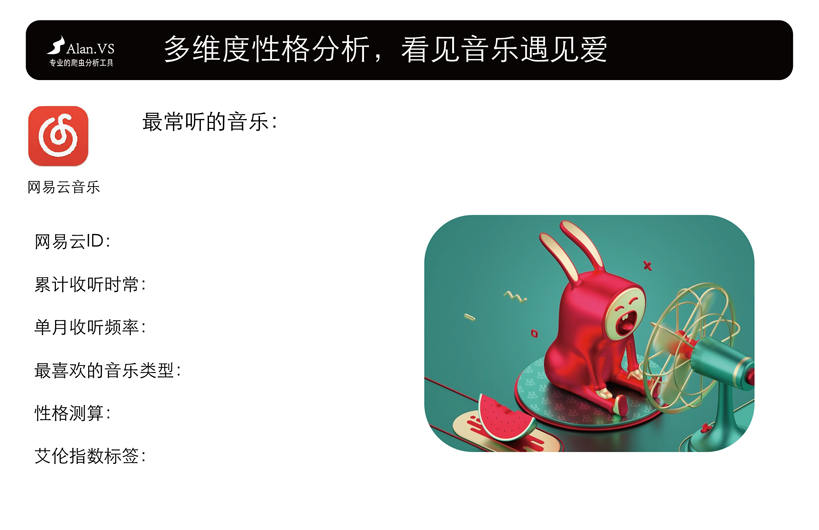 Alan.VS
专业的爬虫分析工具
多维度性格分析，看见音乐遇见爱
最常听的音乐：
网易云音乐
网易云ID：
累计收听时常：
单月收听频率：
最喜欢的音乐类型：
性格测算：
艾伦指数标签：